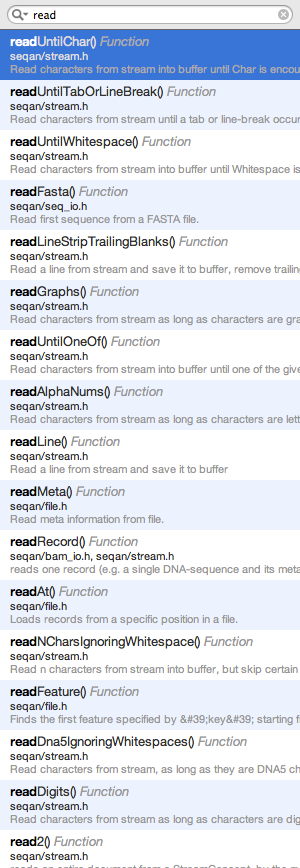 read
readUntilChar() Function
seqan/stream.h
Read characters from stream into buffer until Char is encou
readUntilTabOrLineBreak() Function
seqan/stream.h
Read characters from stream until a tab or line-break occur
readUntilWhitespace() Function
seqan/stream.h
Read characters from stream into buffer until Whitespace is
readFasta() Function
seqan/seq_io.h
Read first sequence from a FASTA file.
readLineStripTrailingBlanks() Function
seqan/stream.h
Read a line from stream and save it to buffer, remove trailin
readGraphs() Function
seqan/stream.h
Read characters from stream as long as characters are gra
readUntilOneOf() Function
seqan/stream.h
Read characters from stream into buffer until one of the give
readAlphaNums() Function
seqan/stream.h
Read characters from stream as long as characters are lett
readLine() Function
seqan/stream.h
Read a line from stream and save it to buffer
readMeta() Function
seqan/file.h
Read meta information from file.
readRecord() Function
seqan/bam_io.h, seqan/stream.h
reads one record (e.g. a single DNA-sequence and its meta
readAt() Function
seqan/file.h
Loads records from a specific position in a file.
readNCharsIgnoringWhitespace() Function
seqan/stream.h
Read n characters from stream into buffer, but skip certain
readFeature() Function
seqan/file.h
Finds the first feature specified by &#39;key&#39; starting f
readDna5IgnoringWhitespaces() Function
seqan/stream.h
Read characters from stream, as long as they are DNA5 ch
readDigits() Function
seqan/stream.h
Read characters from stream as long as characters are dig
read2() Function
seqan/stream.h
reads an entire document from a StreamConcept, by the m